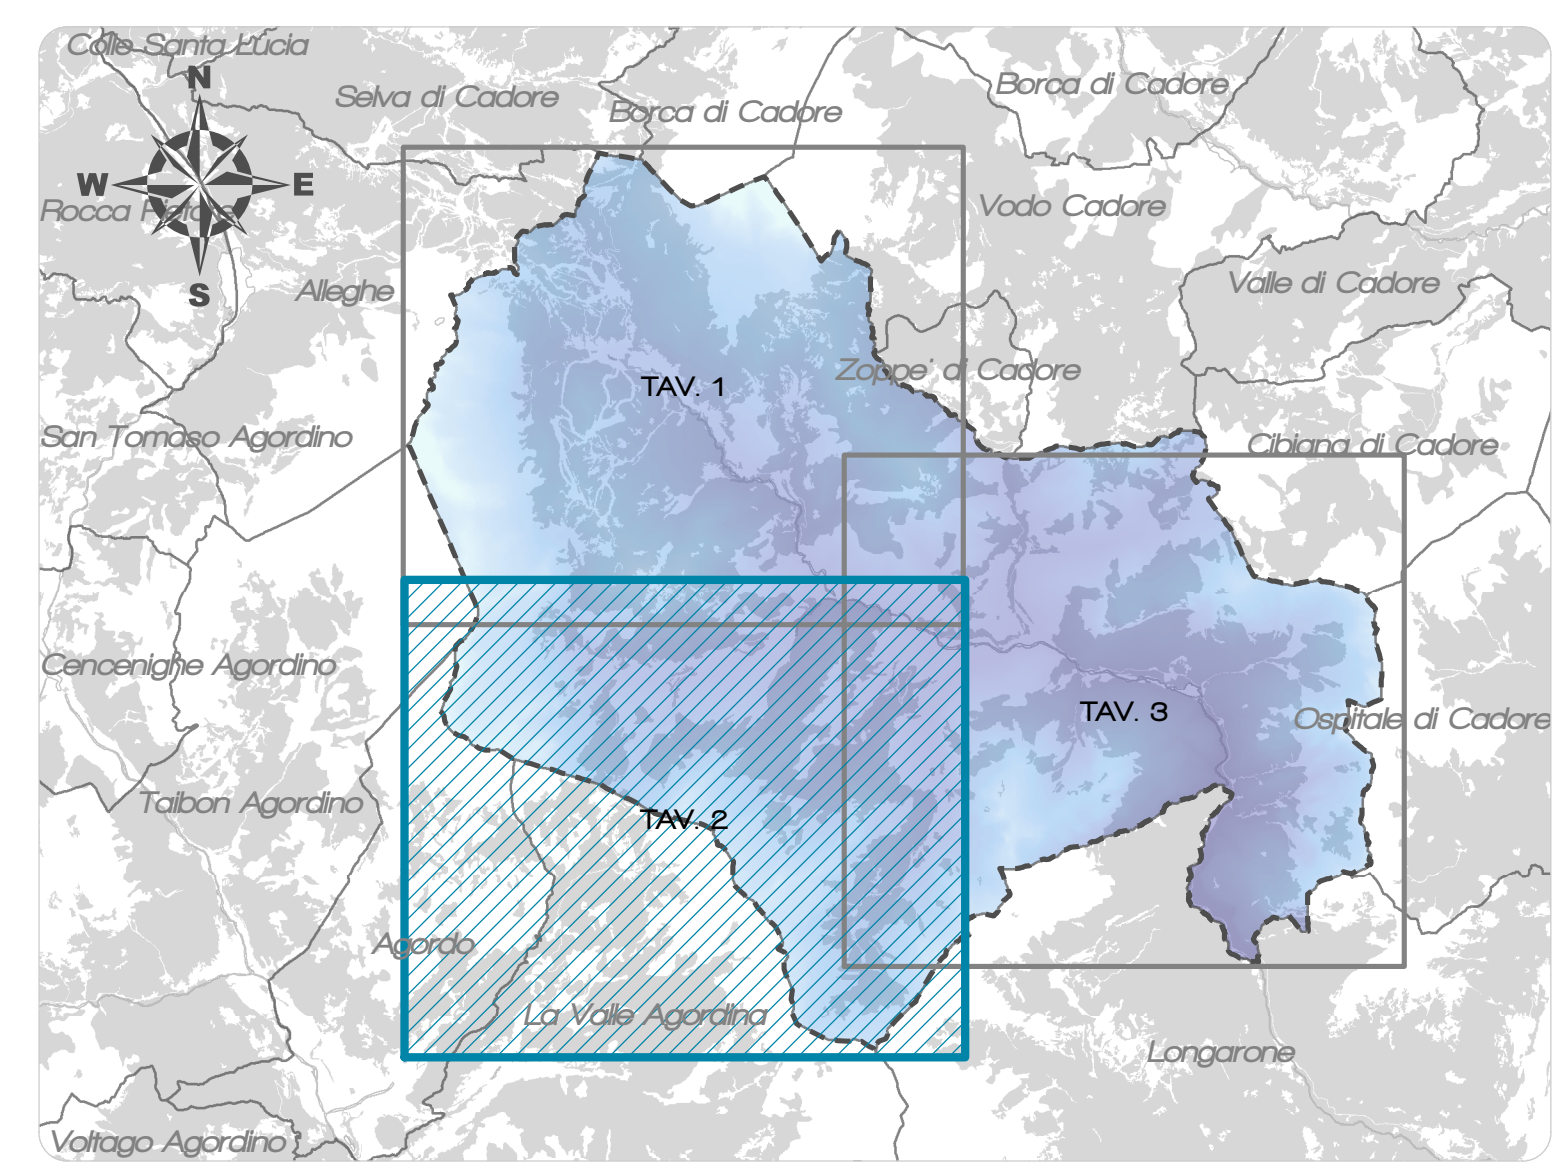 Colle Santa Lucia
N
Selva di Cadore
Borca di Cadore
Borca di Cadore
W
E
Rocca Pietore
Vodo Cadore
S
Alleghe
Valle di Cadore
Zoppe' di Cadore
TAV. 1
San Tomaso Agordino
Cibiana di Cadore
Cencenighe Agordino
TAV. 3
Ospitale di Cadore
Taibon Agordino
TAV. 2
Agordo
La Valle Agordina
Longarone
Voltago Agordino